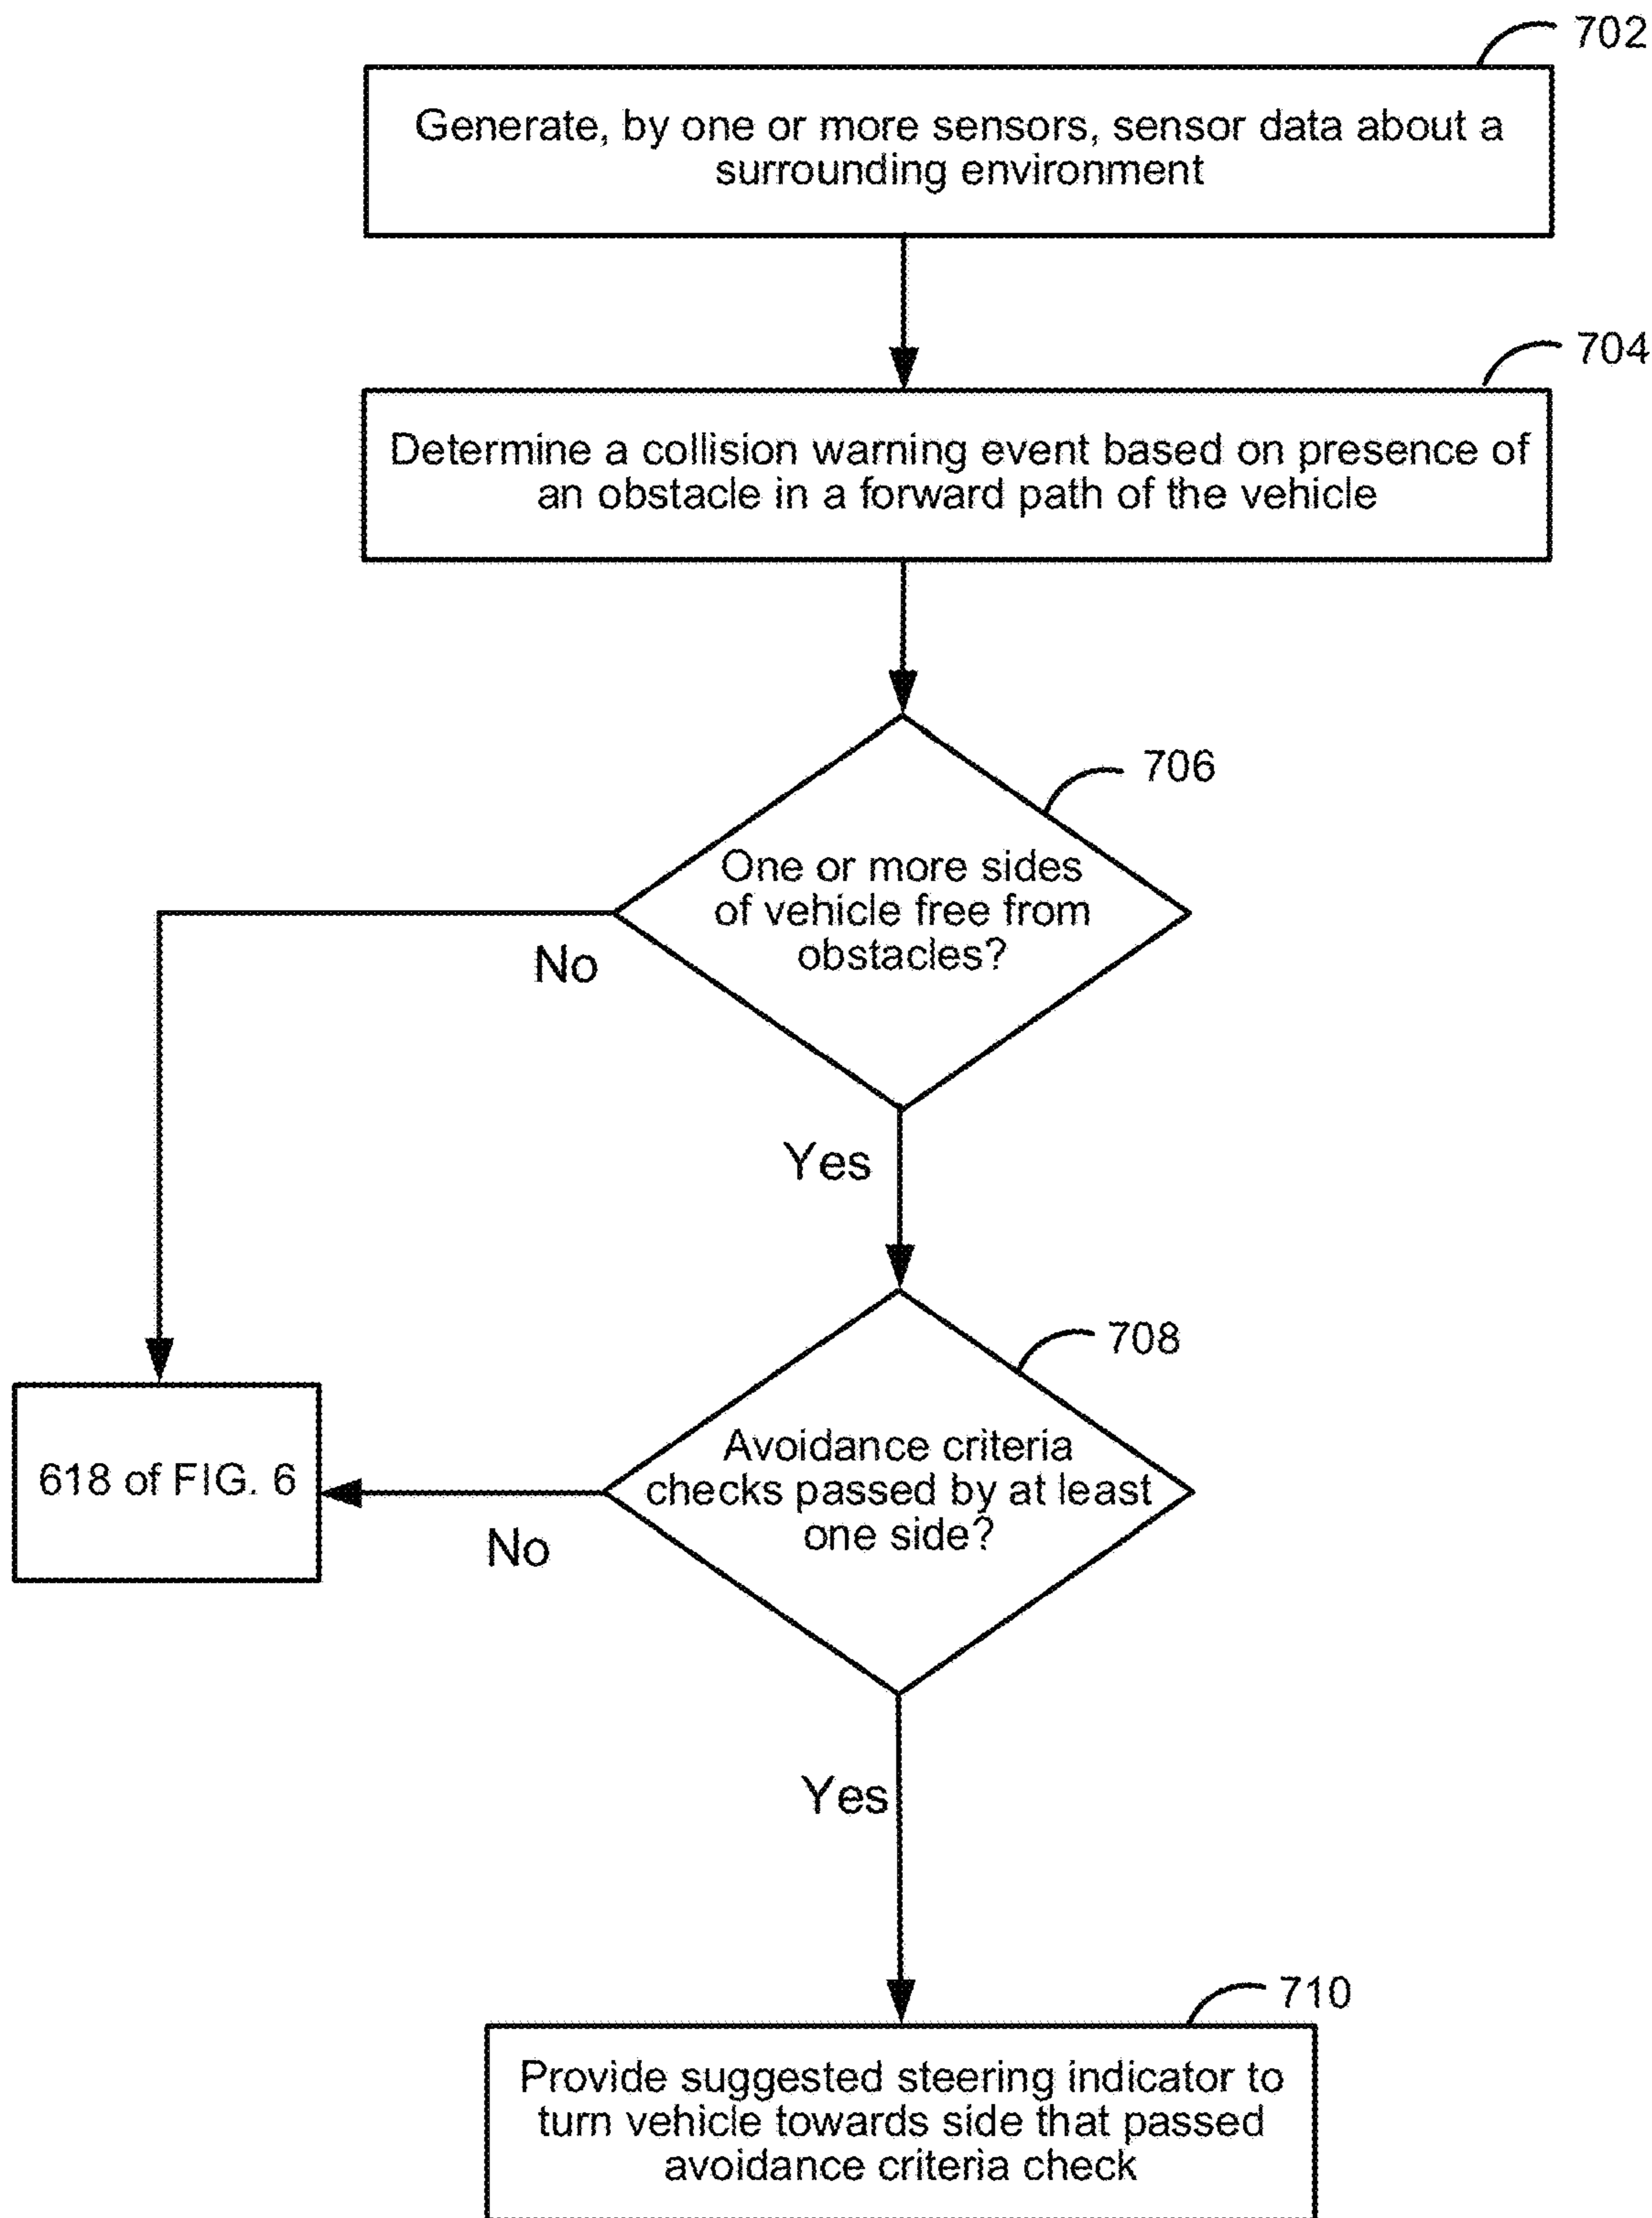 702
Generate, by one or more sensors, sensor data about a
surrounding environment
704
Determine a collision warning event based on presence of
an obstacle in a forward path of the vehicle
706
One or more sides
of vehicle free from
obstacles?
No
Yes
708
Avoidance criteria
checks passed by at least
one side?
618 of FIG. 6
No
Yes
710
Provide suggested steering indicator to
turn vehicle towards side that passed
avoidance criteria check